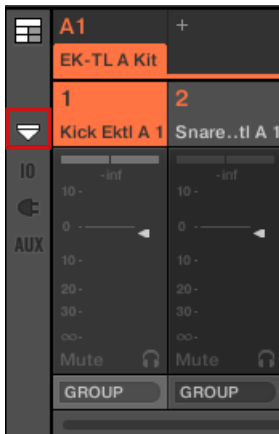 A1 +
EK-TL A Kit
1 2
Kick Ektl A 1 Snare..tl A 1
-inf -inf
10- 10-
0 - 0 -
10- 10-
20- 20-
30- 30-
∞- ∞-
Mute Mute
GROUP GROUP
IO
AUX